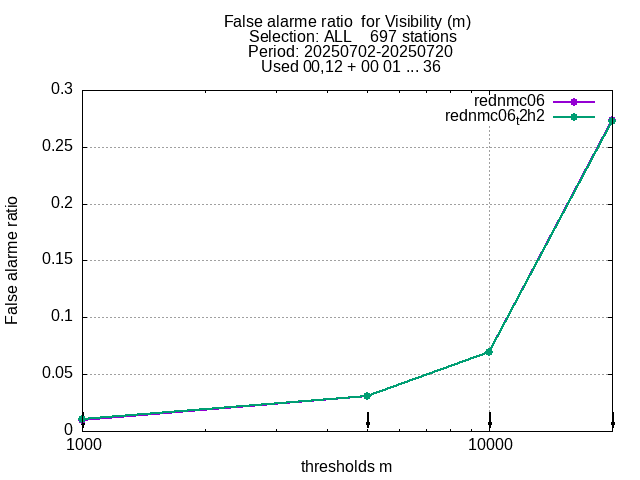 False alarme ratio  for Visibility (m)
Selection: ALL    697 stations
Period: 20250702-20250720
Used 00,12 + 00 01 ... 36
rednmc06
rednmc06t2h2
0.3
0.25
0.2
0.15
0.1
0.05
0
False alarme ratio
1000
10000
thresholds m